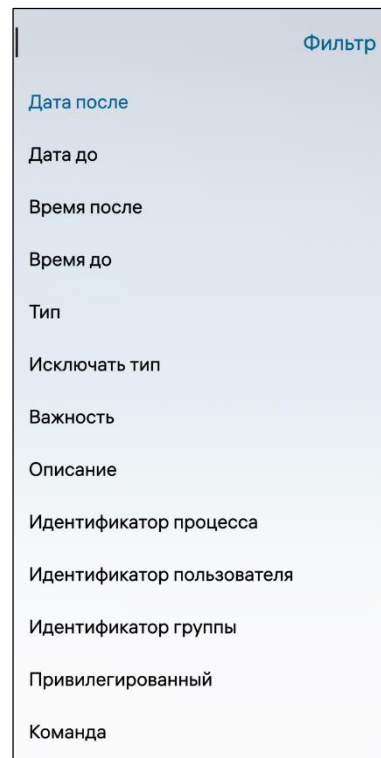 Фильтр
Дата после
Дата до
Время после
Время до
Тип
Исключать тип
Важность
Описание
Идентификатор процесса
Идентификатор пользователя
Идентификатор группы
Привилегированный
Команда